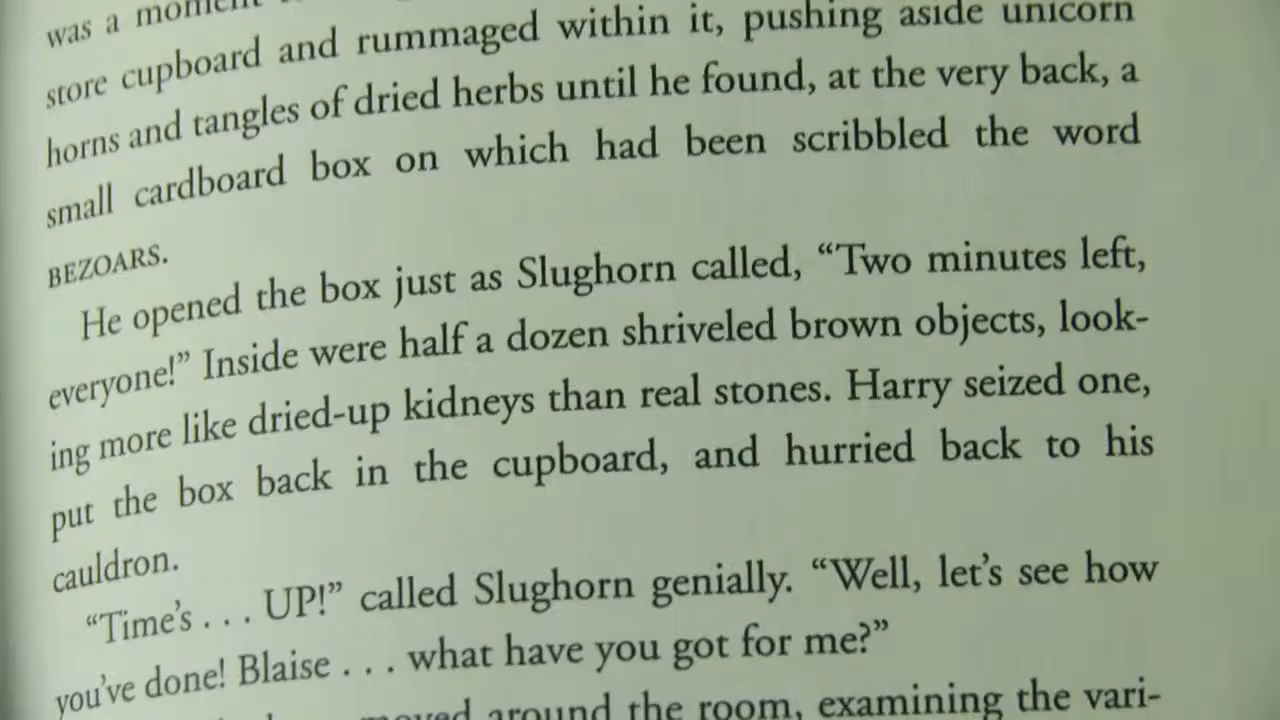 was a moment
store cupboard and rummaged within it, pushing aside unicorn
horns and tangles of dried herbs until he found, at the very back, a
small cardboard box on which had been scribbled the word
BEZOARS.
He opened the box just as Slughorn called, “Two minutes left,
everyone!” Inside were half a dozen shriveled brown objects, look-
ing more like dried-up kidneys than real stones. Harry seized one,
put the box back in the cupboard, and hurried back to his
cauldron.
“Time’s . . . UP!” called Slughorn genially. “Well, let’s see how
you’ve done! Blaise . . . what have you got for me?”
moved around the room, examining the vari-